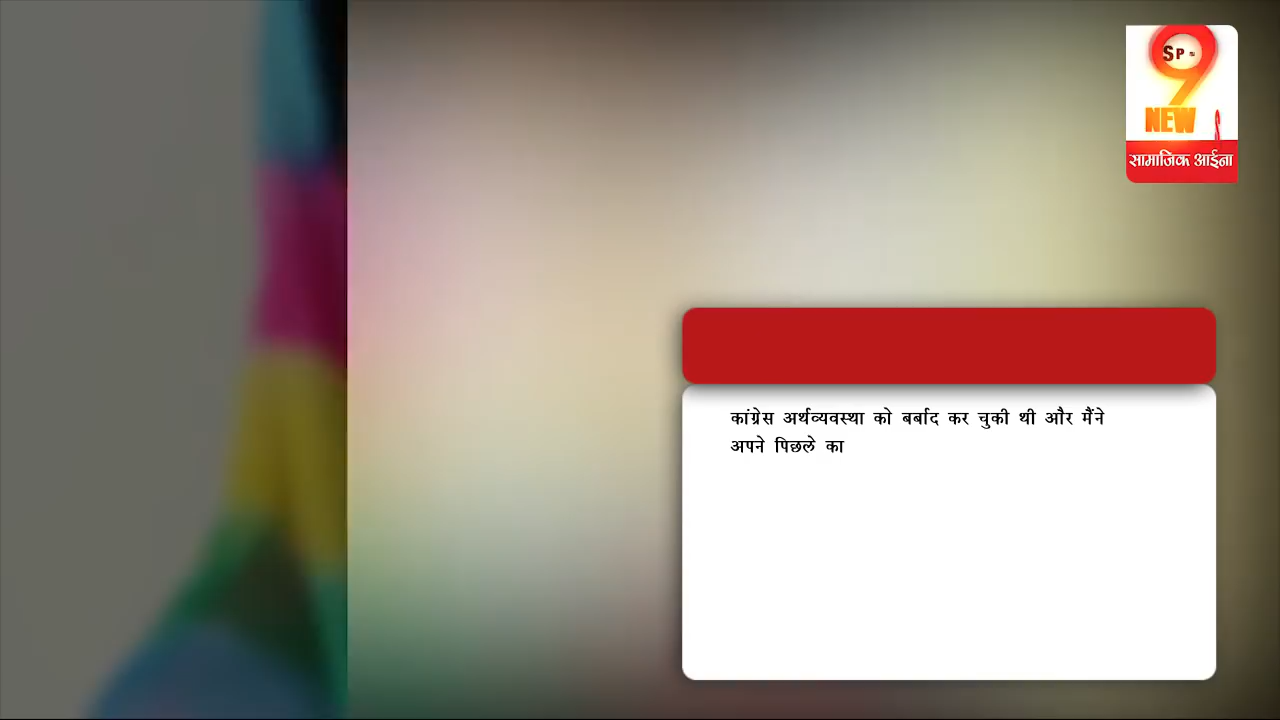 SP
9
NEW
सामाजिक आईना
कांग्रेस अर्थव्यवस्था को बर्बाद कर चुकी थी और मैंने
अपने पिछले का